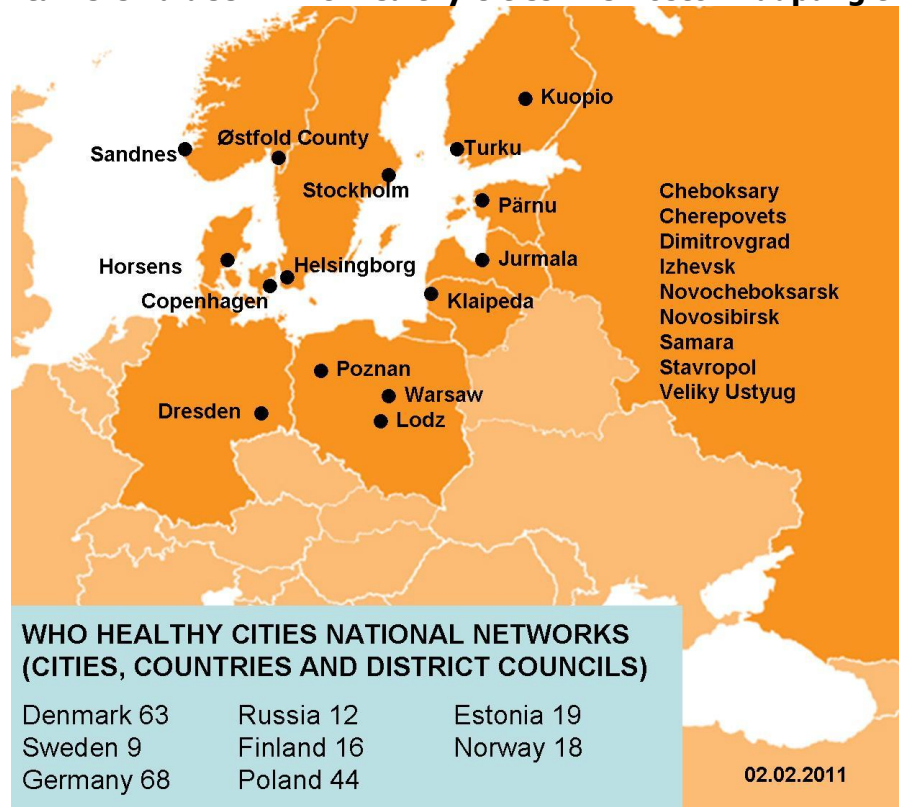 Kuopio
Østfold County
Sandnes
Turku
Stockholm
Pärnu
Cheboksary
Cherepovets
Dimitrovgrad
Izhevsk
Novocheboksarsk
Novosibirsk
Samara
Stavropol
Veliky Ustyug
Horsens
Helsingborg
Jurmala
Copenhagen
Klaipeda
Poznan
Warsaw
Dresden
Lodz
WHO HEALTHY CITIES NATIONAL NETWORKS
(CITIES, COUNTRIES AND DISTRICT COUNCILS)
Denmark 63 Russia 12 Estonia 19
Sweden 9 Finland 16 Norway 18
Germany 68 Poland 44
02.02.2011